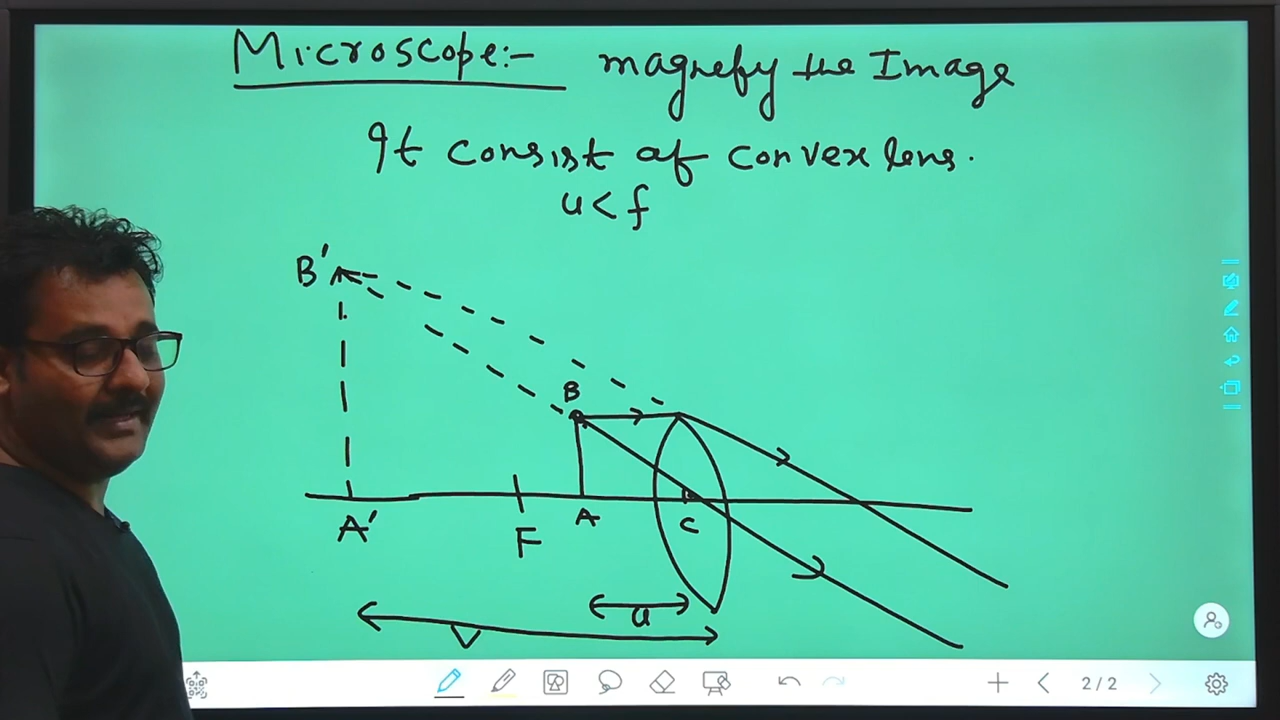 Microscope:- magnefy the Image
It consist of convex lens.
u < f
B'
B
A' F A C
u
V
2/2